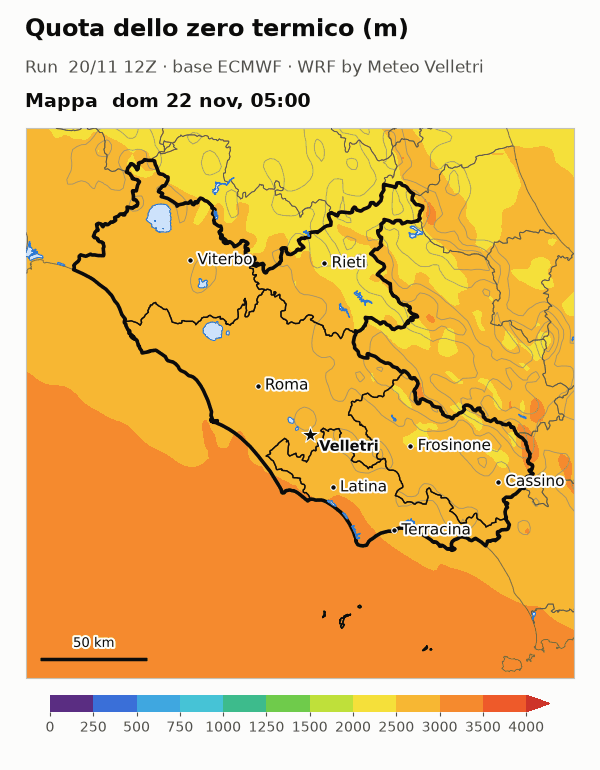 Quota dello zero termico (m)
Run 20/11 12Z · base ECMWF · WRF by Meteo Velletri
Mappa dom 22 nov, 05:00
Viterbo
Rieti
Roma
Velletri
Frosinone
Cassino
Latina
Terracina
50 km
0 250 500 750 1000 1250 1500 2000 2500 3000 3500 4000